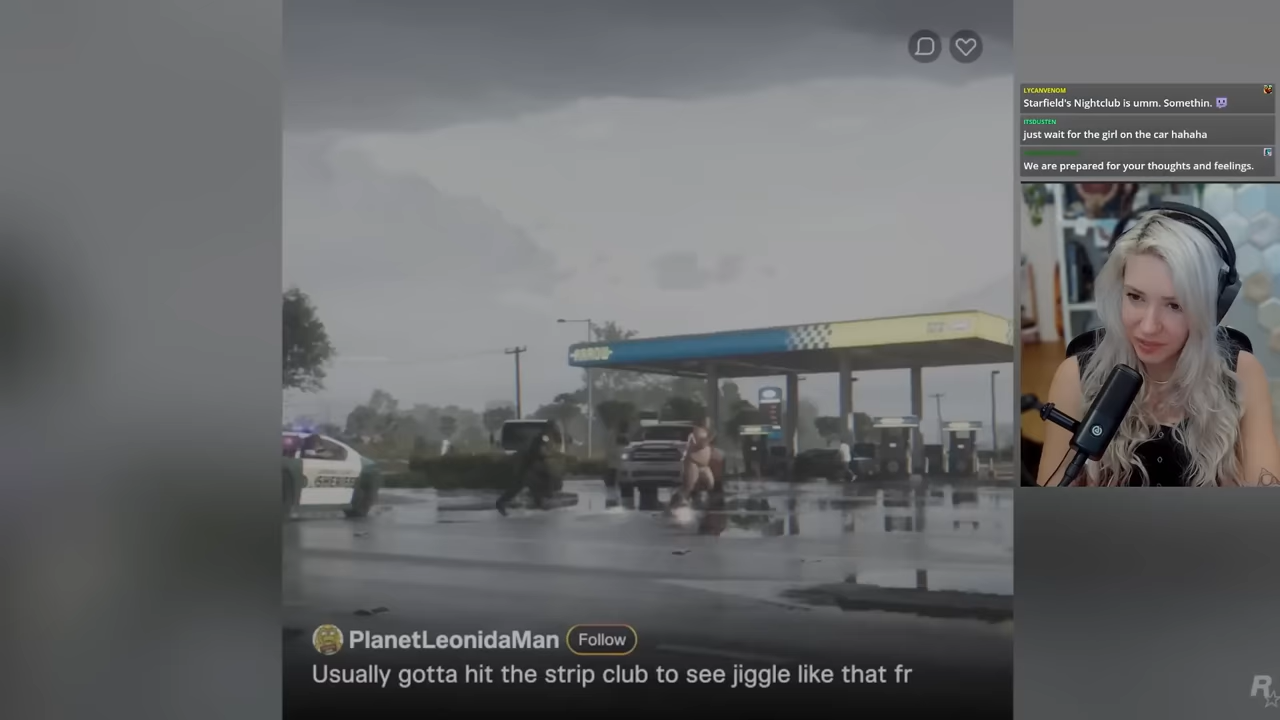 LYCANVENOM
Starfield's Nightclub is umm. Somethin.
ITSDUSTEN
just wait for the girl on the car hahaha
We are prepared for your thoughts and feelings.
SHERIFF
PlanetLeonidaMan
Follow
Usually gotta hit the strip club to see jiggle like that fr
R